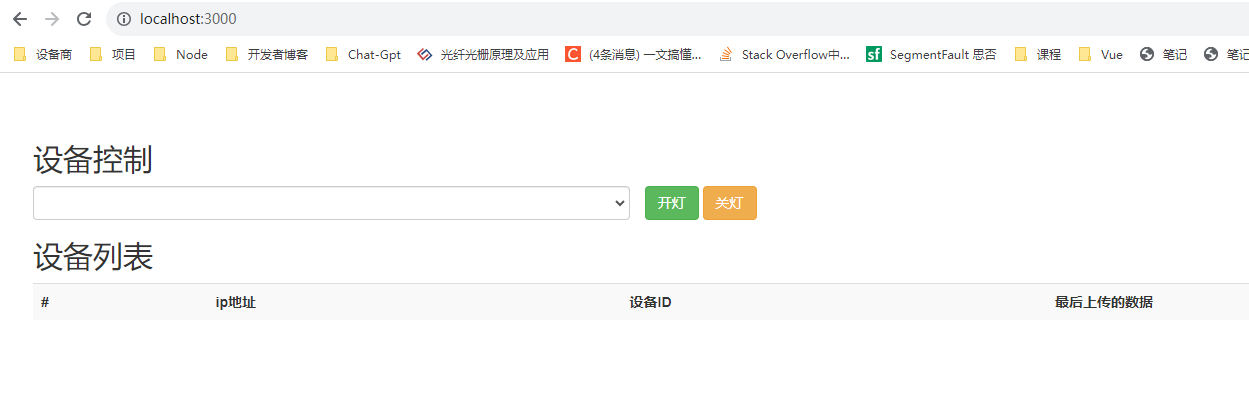 localhost:3000
设备商 项目 Node 开发者博客 Chat-Gpt 光纤光栅原理及应用 (4条消息) 一文搞懂... Stack Overflow中... SegmentFault 思否 课程 Vue 笔记 笔记
设备控制
开灯 关灯
设备列表
# ip地址 设备ID 最后上传的数据